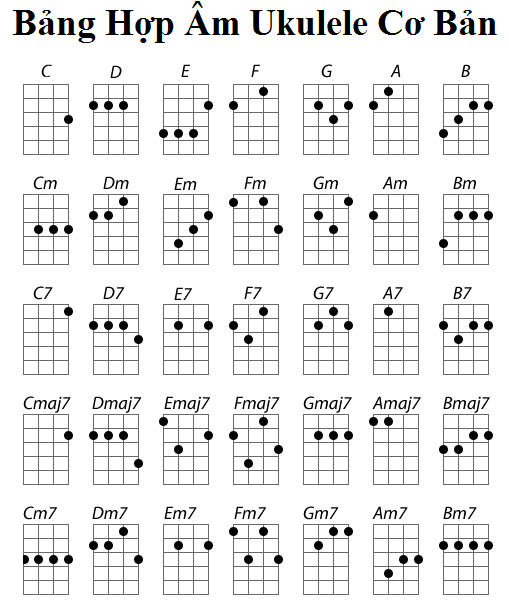 Bảng Hợp Âm Ukulele Cơ Bản
C D E F G A B
Cm Dm Em Fm Gm Am Bm
C7 D7 E7 F7 G7 A7 B7
Cmaj7 Dmaj7 Emaj7 Fmaj7 Gmaj7 Amaj7 Bmaj7
Cm7 Dm7 Em7 Fm7 Gm7 Am7 Bm7